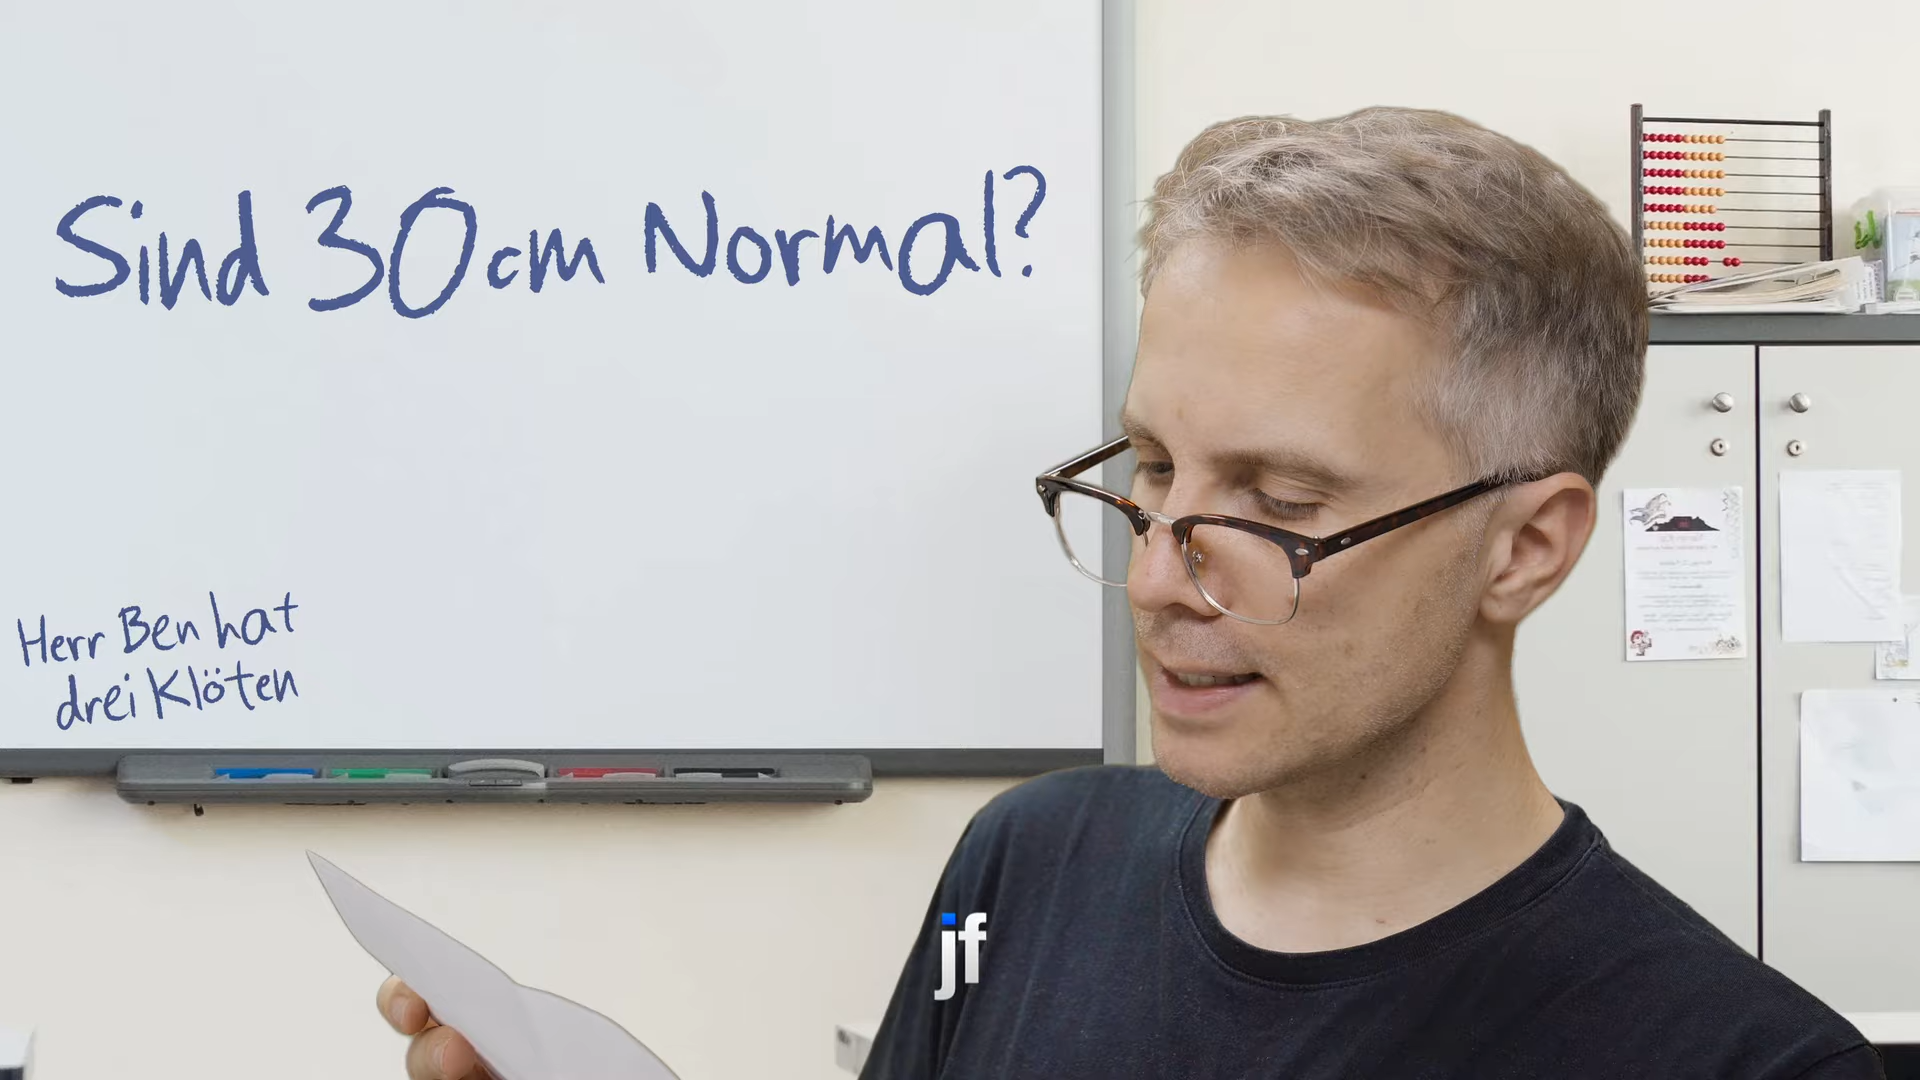 Sind 30cm Normal?
Herr Ben hat
drei Klöten
jf